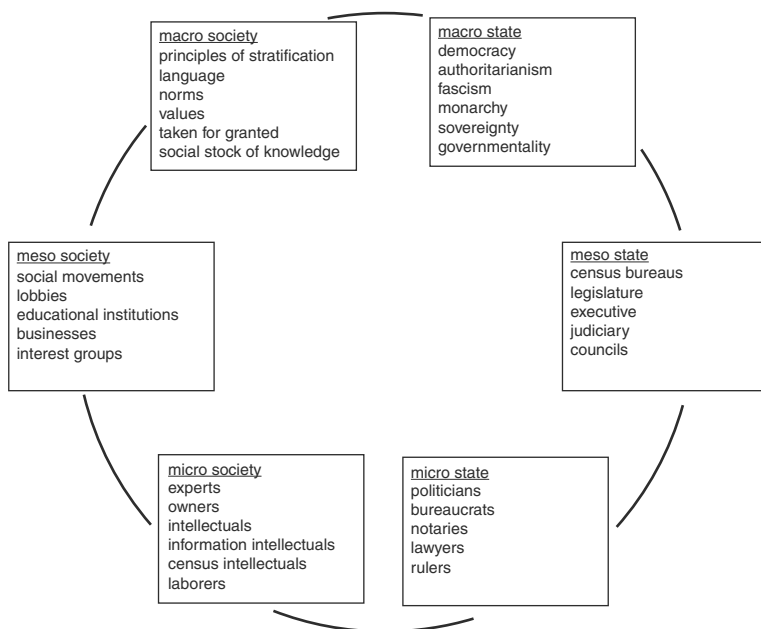 macro society
principles of stratification
language
norms
values
taken for granted
social stock of knowledge
macro state
democracy
authoritarianism
fascism
monarchy
sovereignty
governmentality
meso society
social movements
lobbies
educational institutions
businesses
interest groups
meso state
census bureaus
legislature
executive
judiciary
councils
micro society
experts
owners
intellectuals
information intellectuals
census intellectuals
laborers
micro state
politicians
bureaucrats
notaries
lawyers
rulers